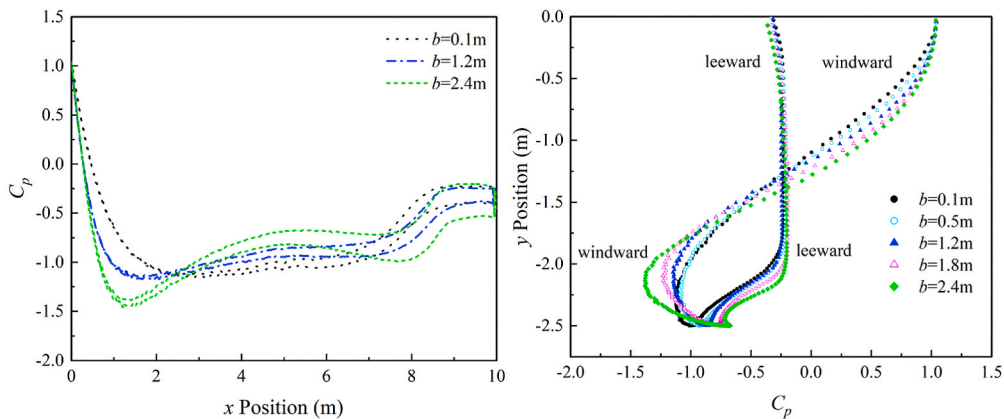 1.5
1.0
0.5
0.0
-0.5
-1.0
-1.5
-2.0
Cp
0 2 4 6 8 10
x Position (m)
b=0.1m
b=1.2m
b=2.4m
0.0
-0.5
-1.0
-1.5
-2.0
-2.5
y Position (m)
-2.0 -1.5 -1.0 -0.5 0.0 0.5 1.0 1.5
Cp
leeward windward
windward leeward
b=0.1m
b=0.5m
b=1.2m
b=1.8m
b=2.4m